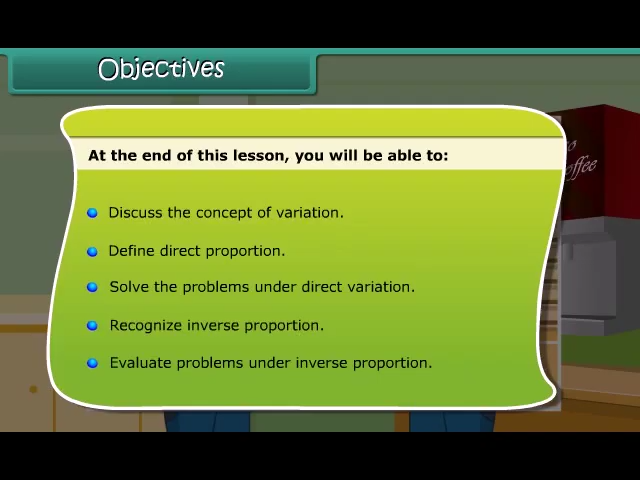 Objectives
At the end of this lesson, you will be able to:
Discuss the concept of variation.
Define direct proportion.
Solve the problems under direct variation.
Recognize inverse proportion.
Evaluate problems under inverse proportion.